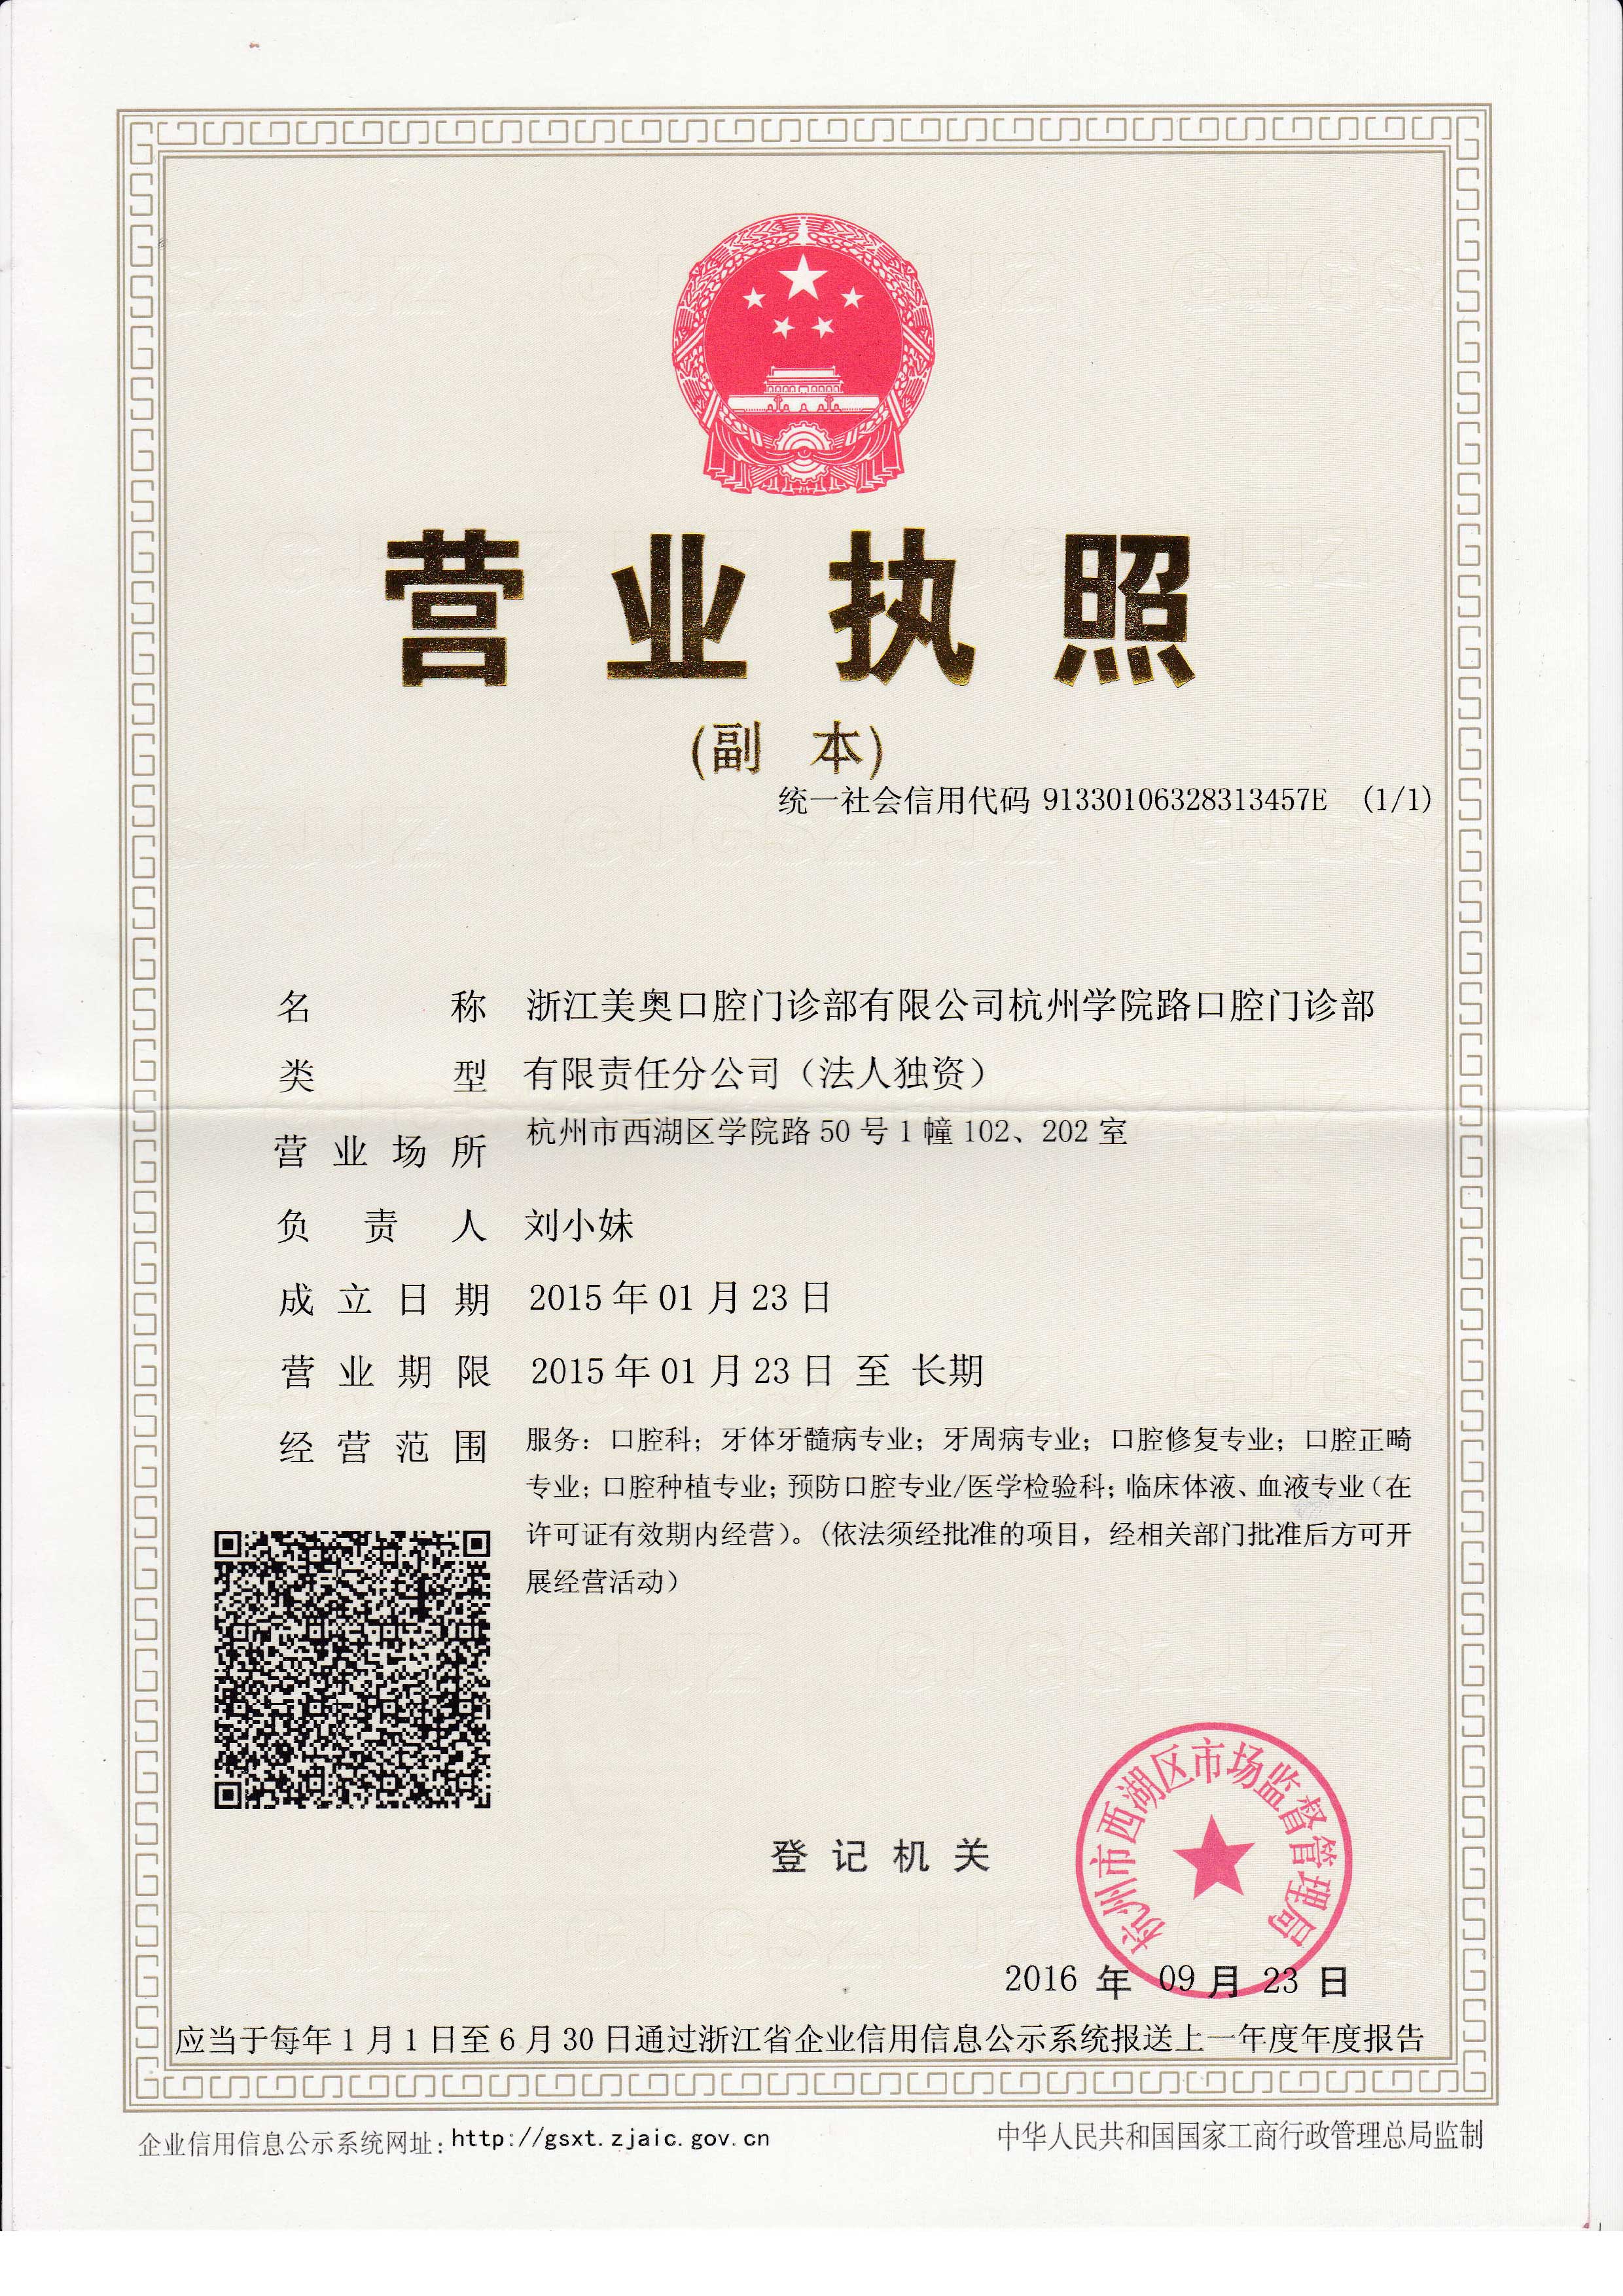 营业执照
(副 本)
统一社会信用代码 91330106328313457E (1/1)
名 称 浙江美奥口腔门诊部有限公司杭州学院路口腔门诊部
类 型 有限责任分公司（法人独资）
营业场所 杭州市西湖区学院路50号1幢102、202室
负 责 人 刘小妹
成立日期 2015年01月23日
营业期限 2015年01月23日 至 长期
经营范围 服务：口腔科；牙体牙髓病专业；牙周病专业；口腔修复专业；口腔正畸
专业；口腔种植专业；预防口腔专业/医学检验科；临床体液、血液专业（在
许可证有效期内经营）。（依法须经批准的项目，经相关部门批准后方可开
展经营活动）
杭州市西湖区市场监督管理局
登记机关
2016 年 09 月 23 日
应当于每年1月1日至6月30日通过浙江省企业信用信息公示系统报送上一年度年度报告
企业信用信息公示系统网址：http://gsxt.zjaic.gov.cn
中华人民共和国国家工商行政管理总局监制